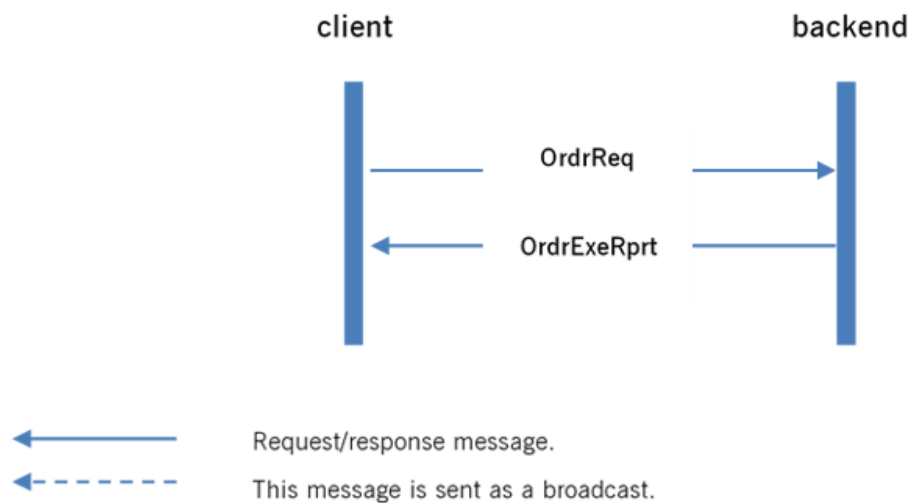 client
backend
OrdrReq
OrdrExeRprt
Request/response message.
This message is sent as a broadcast.